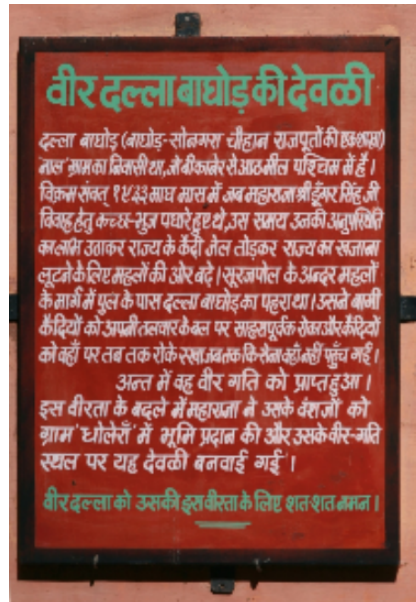 वीर दल्ला बाघोड़ की देवळी
दल्ला बाघोड़ (बाघोड़-सोनगरा चौहान राजपूतों की एक शाखा)
नाल ग्राम का निवासी था, जो बीकानेर से आठ मील पश्चिम में है।
विक्रम संवत् १९३३ माघ मास में जब महाराजा श्री डूँगर सिंह जी
विवाह हेतु कच्छ-भुज पधारे हुए थे, उस समय उनकी अनुपस्थिति
का लाभ उठाकर राज्य के कैदी जेल तोड़कर राज्य का खजाना
लूटने के लिए महलों की ओर बढ़े। सूरजपोल के अन्दर महलों
के मार्ग में पुल के पास दल्ला बाघोड़ का पहरा था। उसने बागी
कैदियों को अपनी तलवार के बल पर साहसपूर्वक रोका और कैदियों
को वहाँ पर तब तक रोके रखा जब तक कि सेना वहाँ नहीं पहुँच गई।
अन्त में वह वीर गति को प्राप्त हुआ।
इस वीरता के बदले में महाराजा ने उसके वंशजों को
ग्राम 'धोलेराँ' में भूमि प्रदान की और उसके वीर-गति
स्थल पर यह देवळी बनवाई गई।
वीर दल्ला को उसकी इस वीरता के लिए शत-शत नमन।